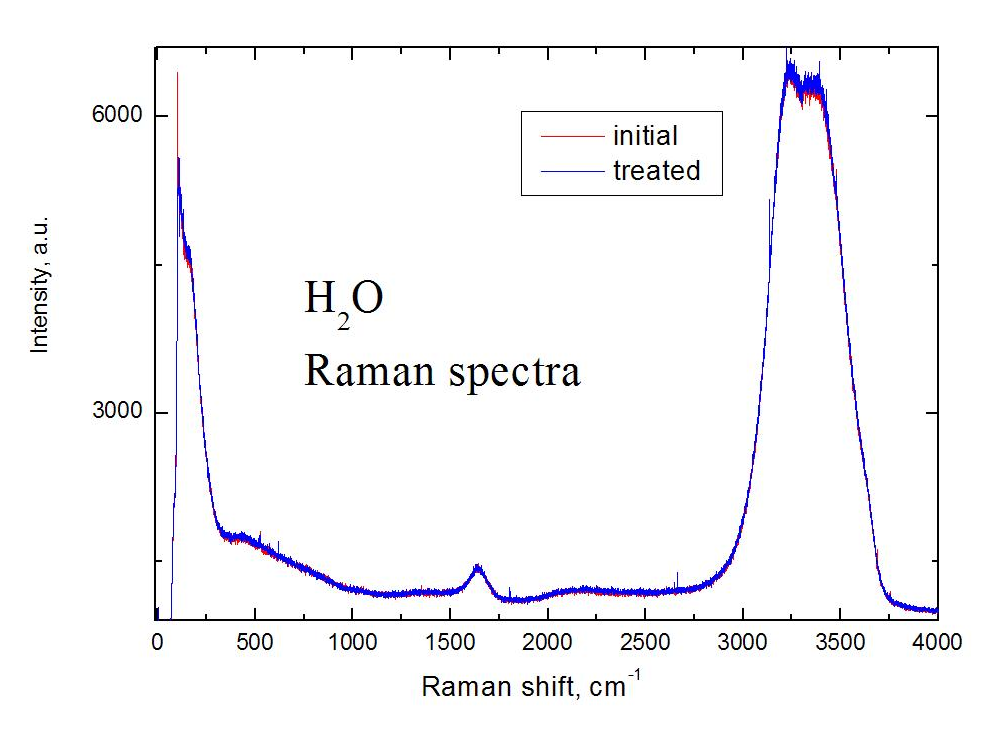 6000
3000
Intensity, a.u.
initial
treated
H₂O
Raman spectra
0 500 1000 1500 2000 2500 3000 3500 4000
Raman shift, cm⁻¹